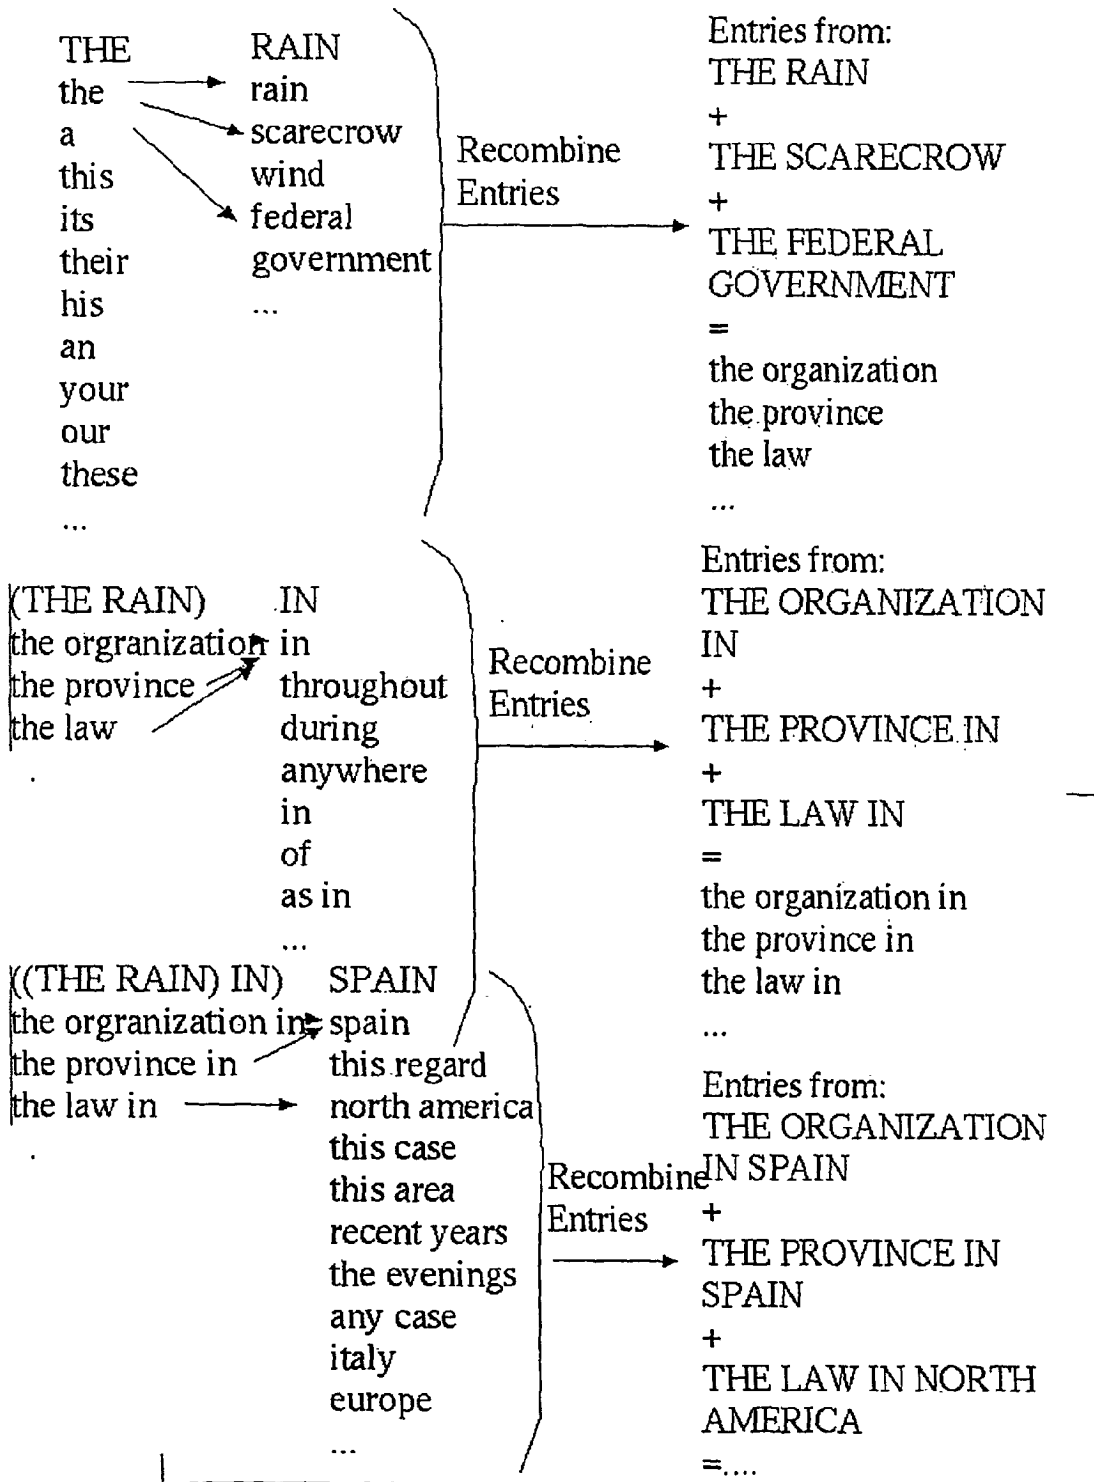 THE RAIN
the rain
a scarecrow
this wind
its federal
their government
his ...
an
your
our
these
...
Recombine
Entries
Entries from:
THE RAIN
+
THE SCARECROW
+
THE FEDERAL
GOVERNMENT
=
the organization
the province
the law
...
(THE RAIN) IN
the orgranization in
the province throughout
the law during
anywhere
in
of
as in
...
Recombine
Entries
Entries from:
THE ORGANIZATION
IN
+
THE PROVINCE IN
+
THE LAW IN
=
the organization in
the province in
the law in
...
((THE RAIN) IN) SPAIN
the orgranization in spain
the province in this regard
the law in north america
this case
this area
recent years
the evenings
any case
italy
europe
...
Recombine
Entries
Entries from:
THE ORGANIZATION
IN SPAIN
+
THE PROVINCE IN
SPAIN
+
THE LAW IN NORTH
AMERICA
=....